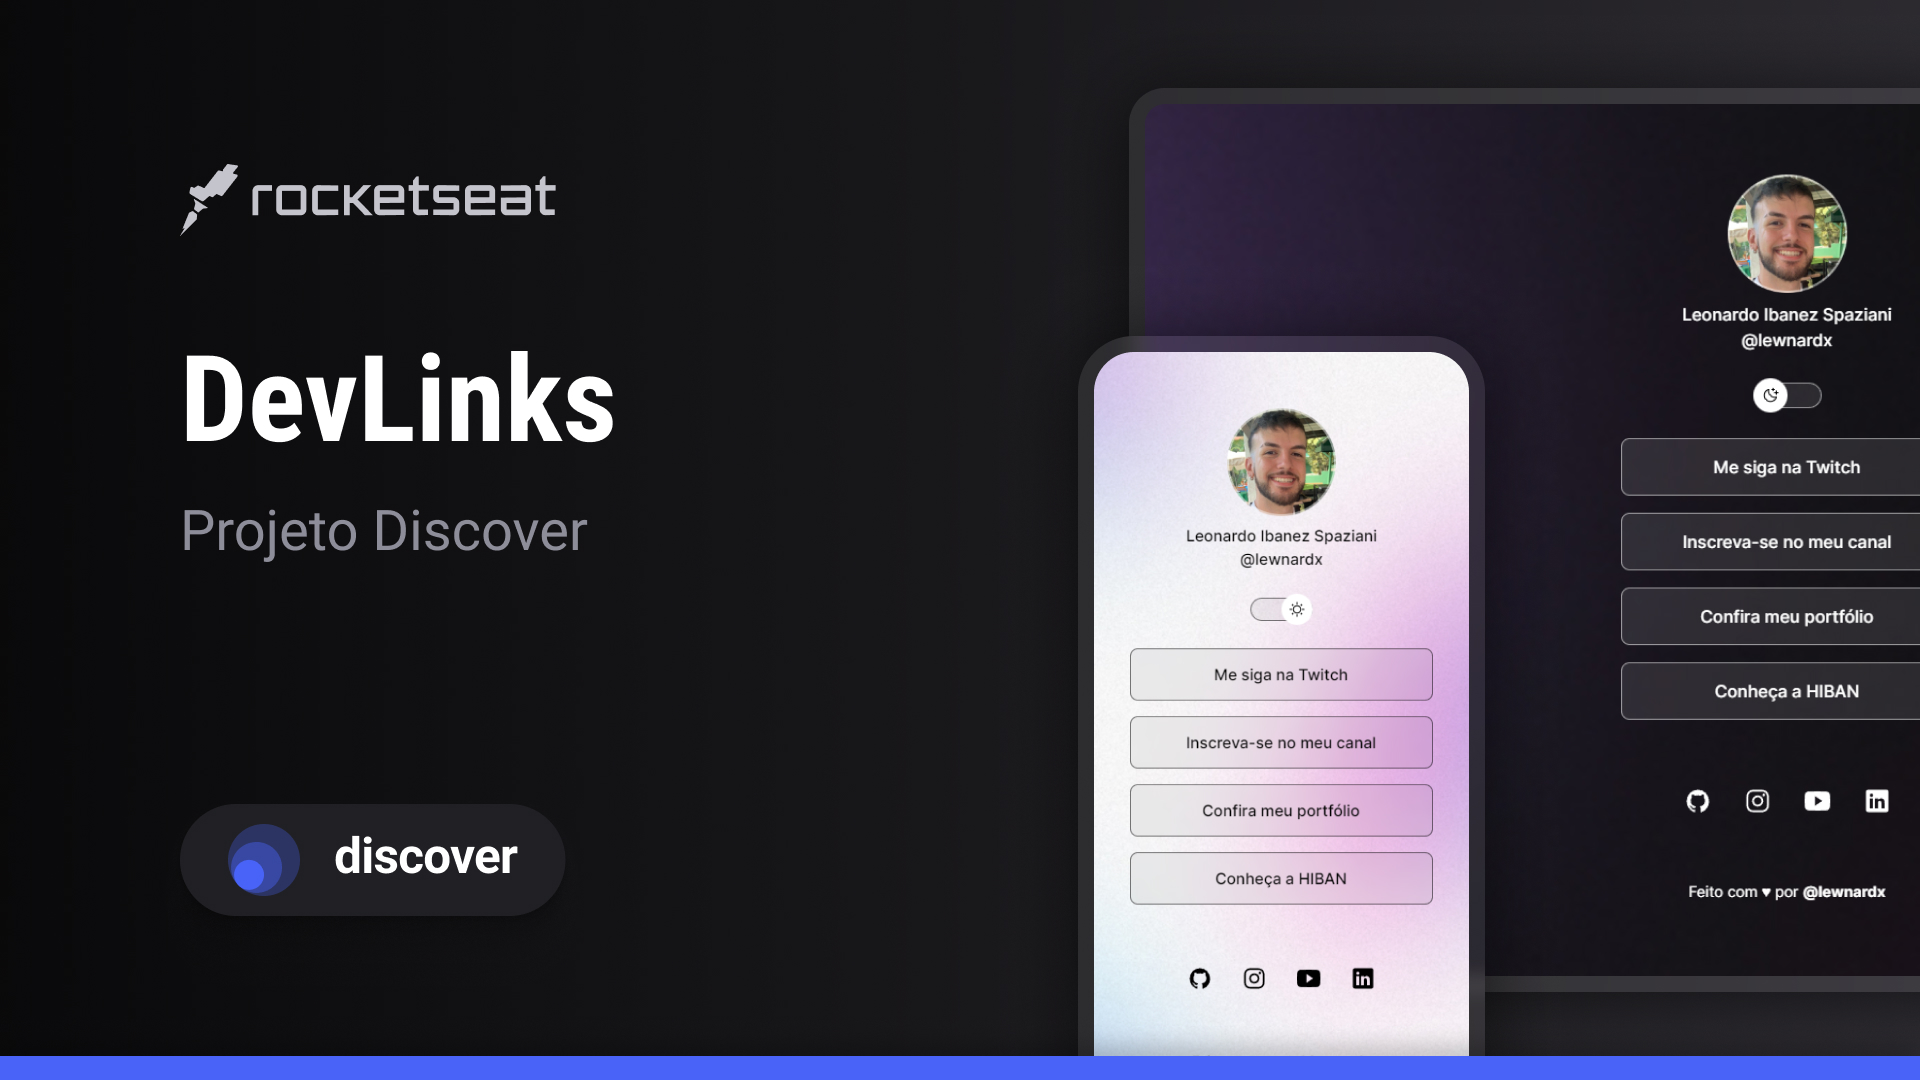 rocketseat
DevLinks
Projeto Discover
discover
Leonardo Ibanez Spaziani
@lewnardx
Me siga na Twitch
Inscreva-se no meu canal
Confira meu portfólio
Conheça a HIBAN
in
Leonardo Ibanez Spaziani
@lewnardx
Me siga na Twitch
Inscreva-se no meu canal
Confira meu portfólio
Conheça a HIBAN
in
Feito com ♥ por @lewnardx